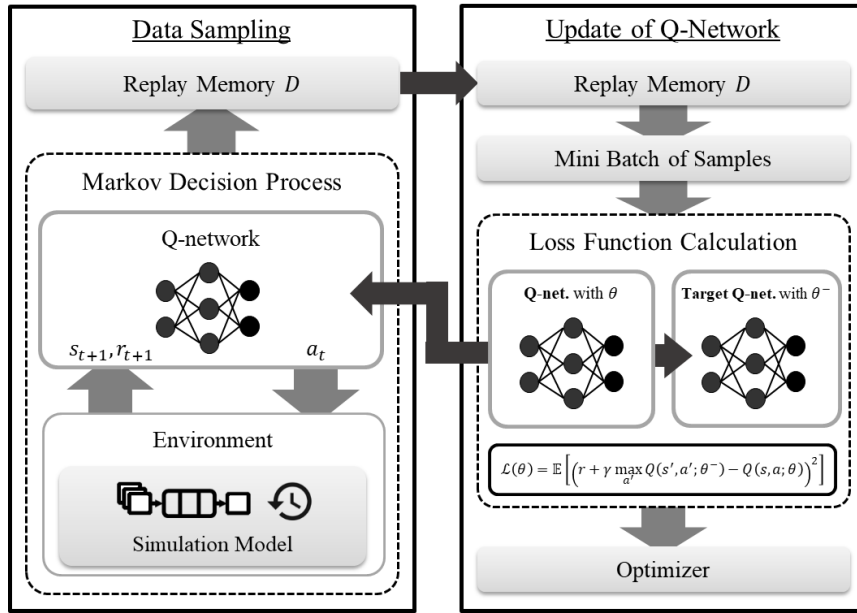 Data Sampling
Replay Memory D
Markov Decision Process
Q-network
s_{t+1}, r_{t+1}
a_t
Environment
Simulation Model
Update of Q-Network
Replay Memory D
Mini Batch of Samples
Loss Function Calculation
Q-net. with θ
Target Q-net. with θ⁻
ℒ(θ) = 𝔼[(r + γ max_{a′} Q(s′, a′; θ⁻) − Q(s, a; θ))²]
Optimizer